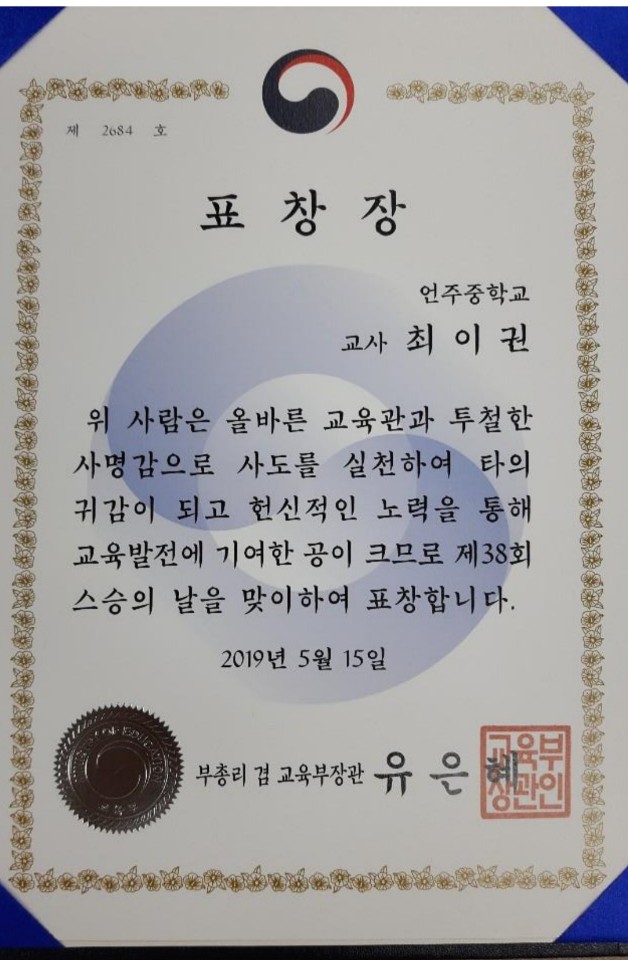 제 2684 호
표 창 장
언주중학교
교사 최 이 권
위 사람은 올바른 교육관과 투철한
사명감으로 사도를 실천하여 타의
귀감이 되고 헌신적인 노력을 통해
교육발전에 기여한 공이 크므로 제38회
스승의 날을 맞이하여 표창합니다.
2019년 5월 15일
부총리 겸 교육부장관 유 은 혜
교육부
장관인